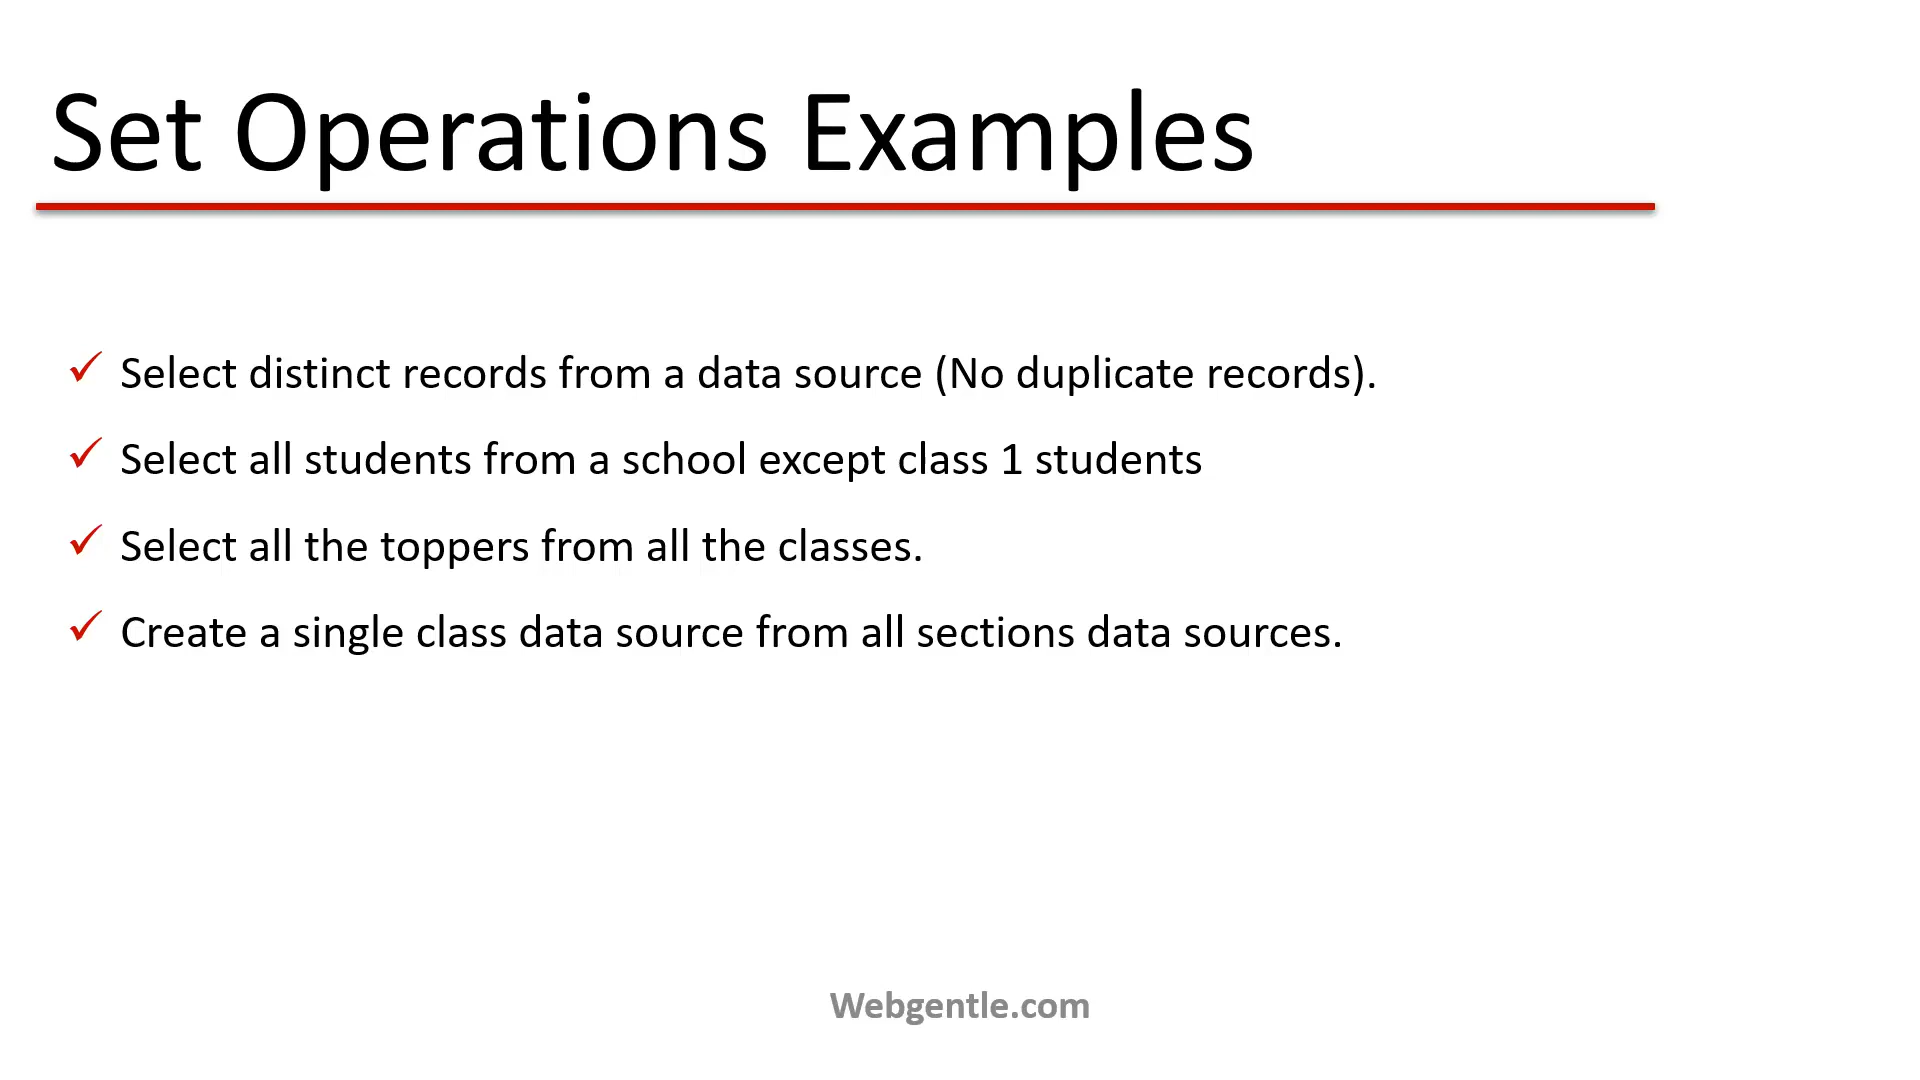 Set Operations Examples
Select distinct records from a data source (No duplicate records).
Select all students from a school except class 1 students
Select all the toppers from all the classes.
Create a single class data source from all sections data sources.
Webgentle.com